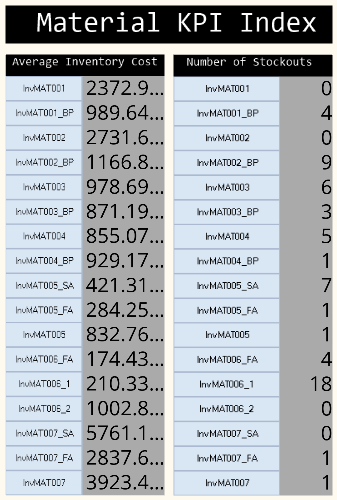 Material KPI Index
Average Inventory Cost
InvMAT001 2372.9...
InvMAT001_BP 989.64...
InvMAT002 2731.6...
InvMAT002_BP 1166.8...
InvMAT003 978.69...
InvMAT003_BP 871.19...
InvMAT004 855.07...
InvMAT004_BP 929.17...
InvMAT005_SA 421.31...
InvMAT005_FA 284.25...
InvMAT005 832.76...
InvMAT006_FA 174.43...
InvMAT006_1 210.33...
InvMAT006_2 1002.8...
InvMAT007_SA 5761.1...
InvMAT007_FA 2837.6...
InvMAT007 3923.4...
Number of Stockouts
InvMAT001 0
InvMAT001_BP 4
InvMAT002 0
InvMAT002_BP 9
InvMAT003 6
InvMAT003_BP 3
InvMAT004 5
InvMAT004_BP 1
InvMAT005_SA 7
InvMAT005_FA 1
InvMAT005 1
InvMAT006_FA 4
InvMAT006_1 18
InvMAT006_2 0
InvMAT007_SA 0
InvMAT007_FA 1
InvMAT007 1